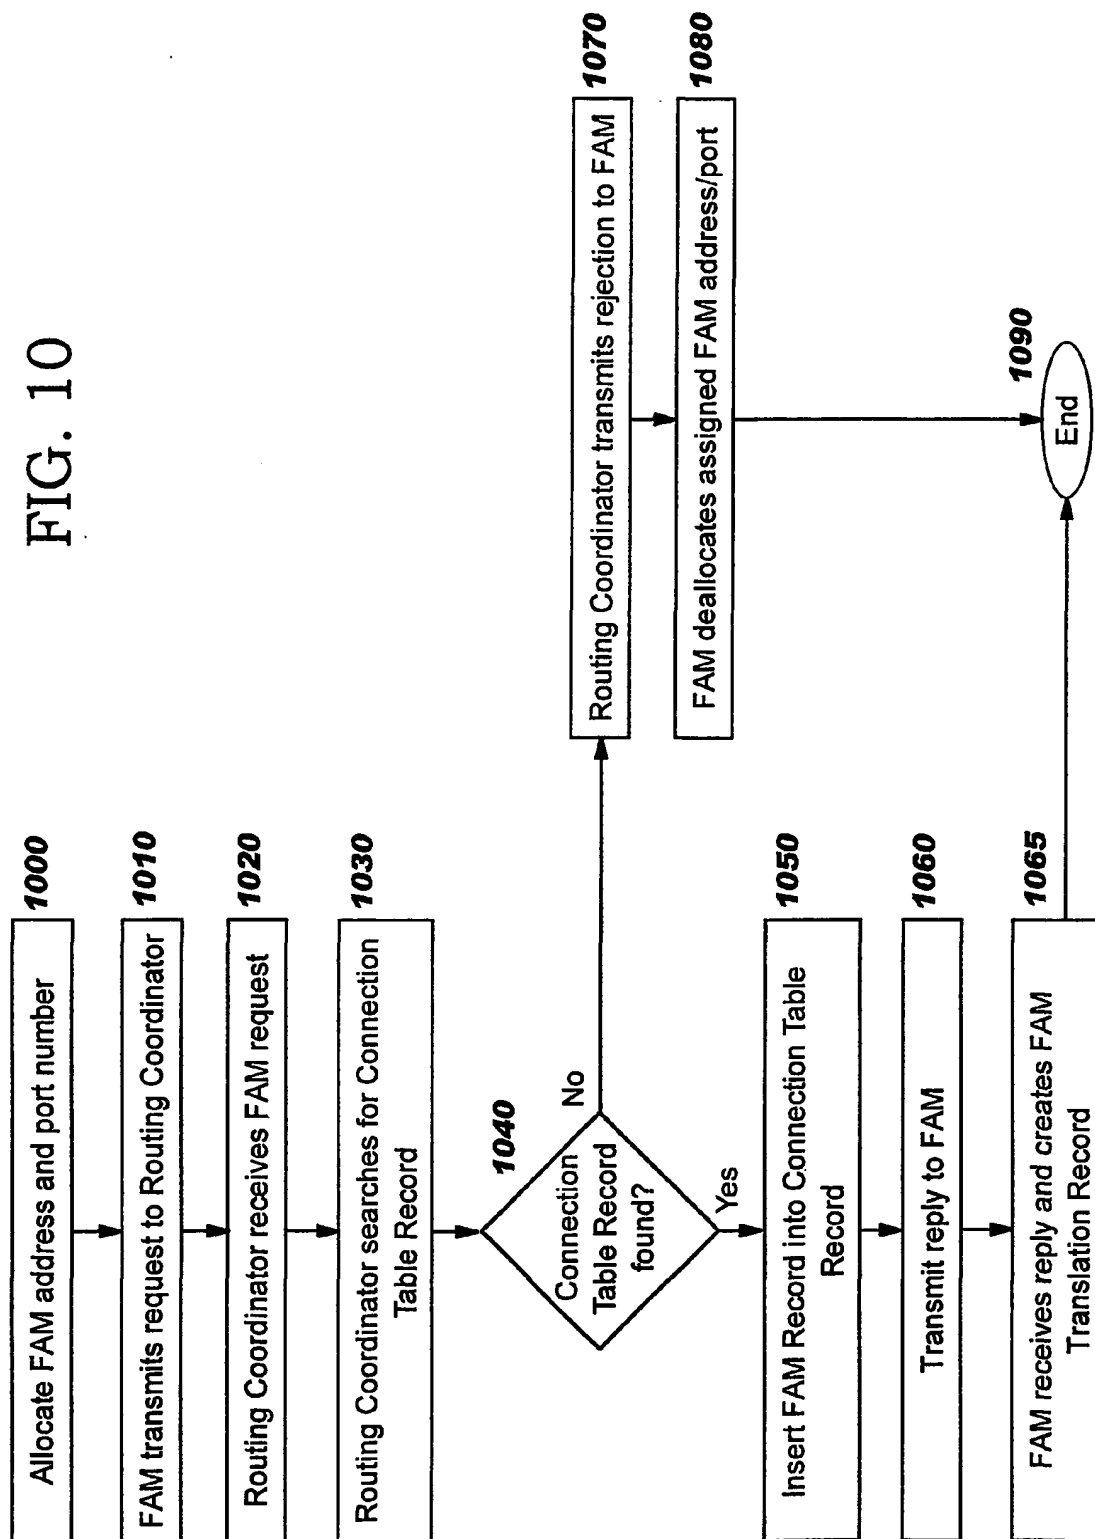 FIG. 10
Allocate FAM address and port number
1000
FAM transmits request to Routing Coordinator
1010
Routing Coordinator receives FAM request
1020
Routing Coordinator searches for Connection
Table Record
1030
Connection
Table Record
found?
1040
No
Yes
Insert FAM Record into Connection Table
Record
1050
Transmit reply to FAM
1060
FAM receives reply and creates FAM
Translation Record
1065
Routing Coordinator transmits rejection to FAM
1070
FAM deallocates assigned FAM address/port
1080
End
1090